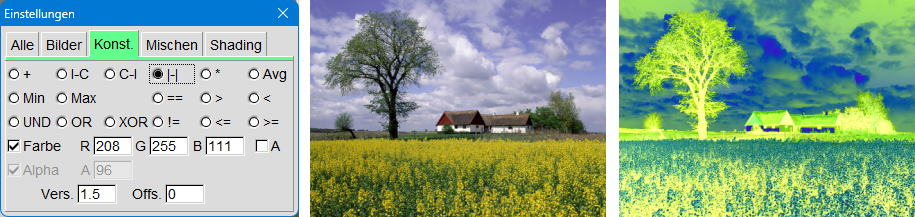 Einstellungen
Alle Bilder Konst. Mischen Shading
+ I-C C-I |-| * Avg
Min Max == > <
UND OR XOR != <= >=
Farbe R 208 G 255 B 111 A
Alpha A 96
Vers. 1.5 Offs. 0